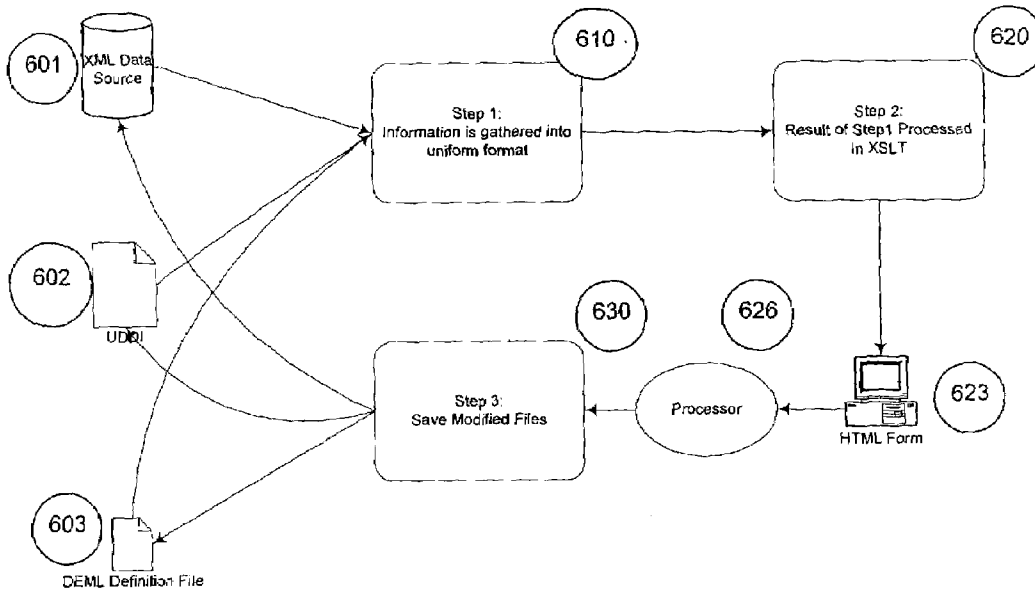 601
XML Data
Source
610
Step 1:
Information is gathered into
uniform format
620
Step 2:
Result of Step1 Processed
in XSLT
602
UDDI
630
Step 3:
Save Modified Files
626
Processor
623
HTML Form
603
DEML Definition File